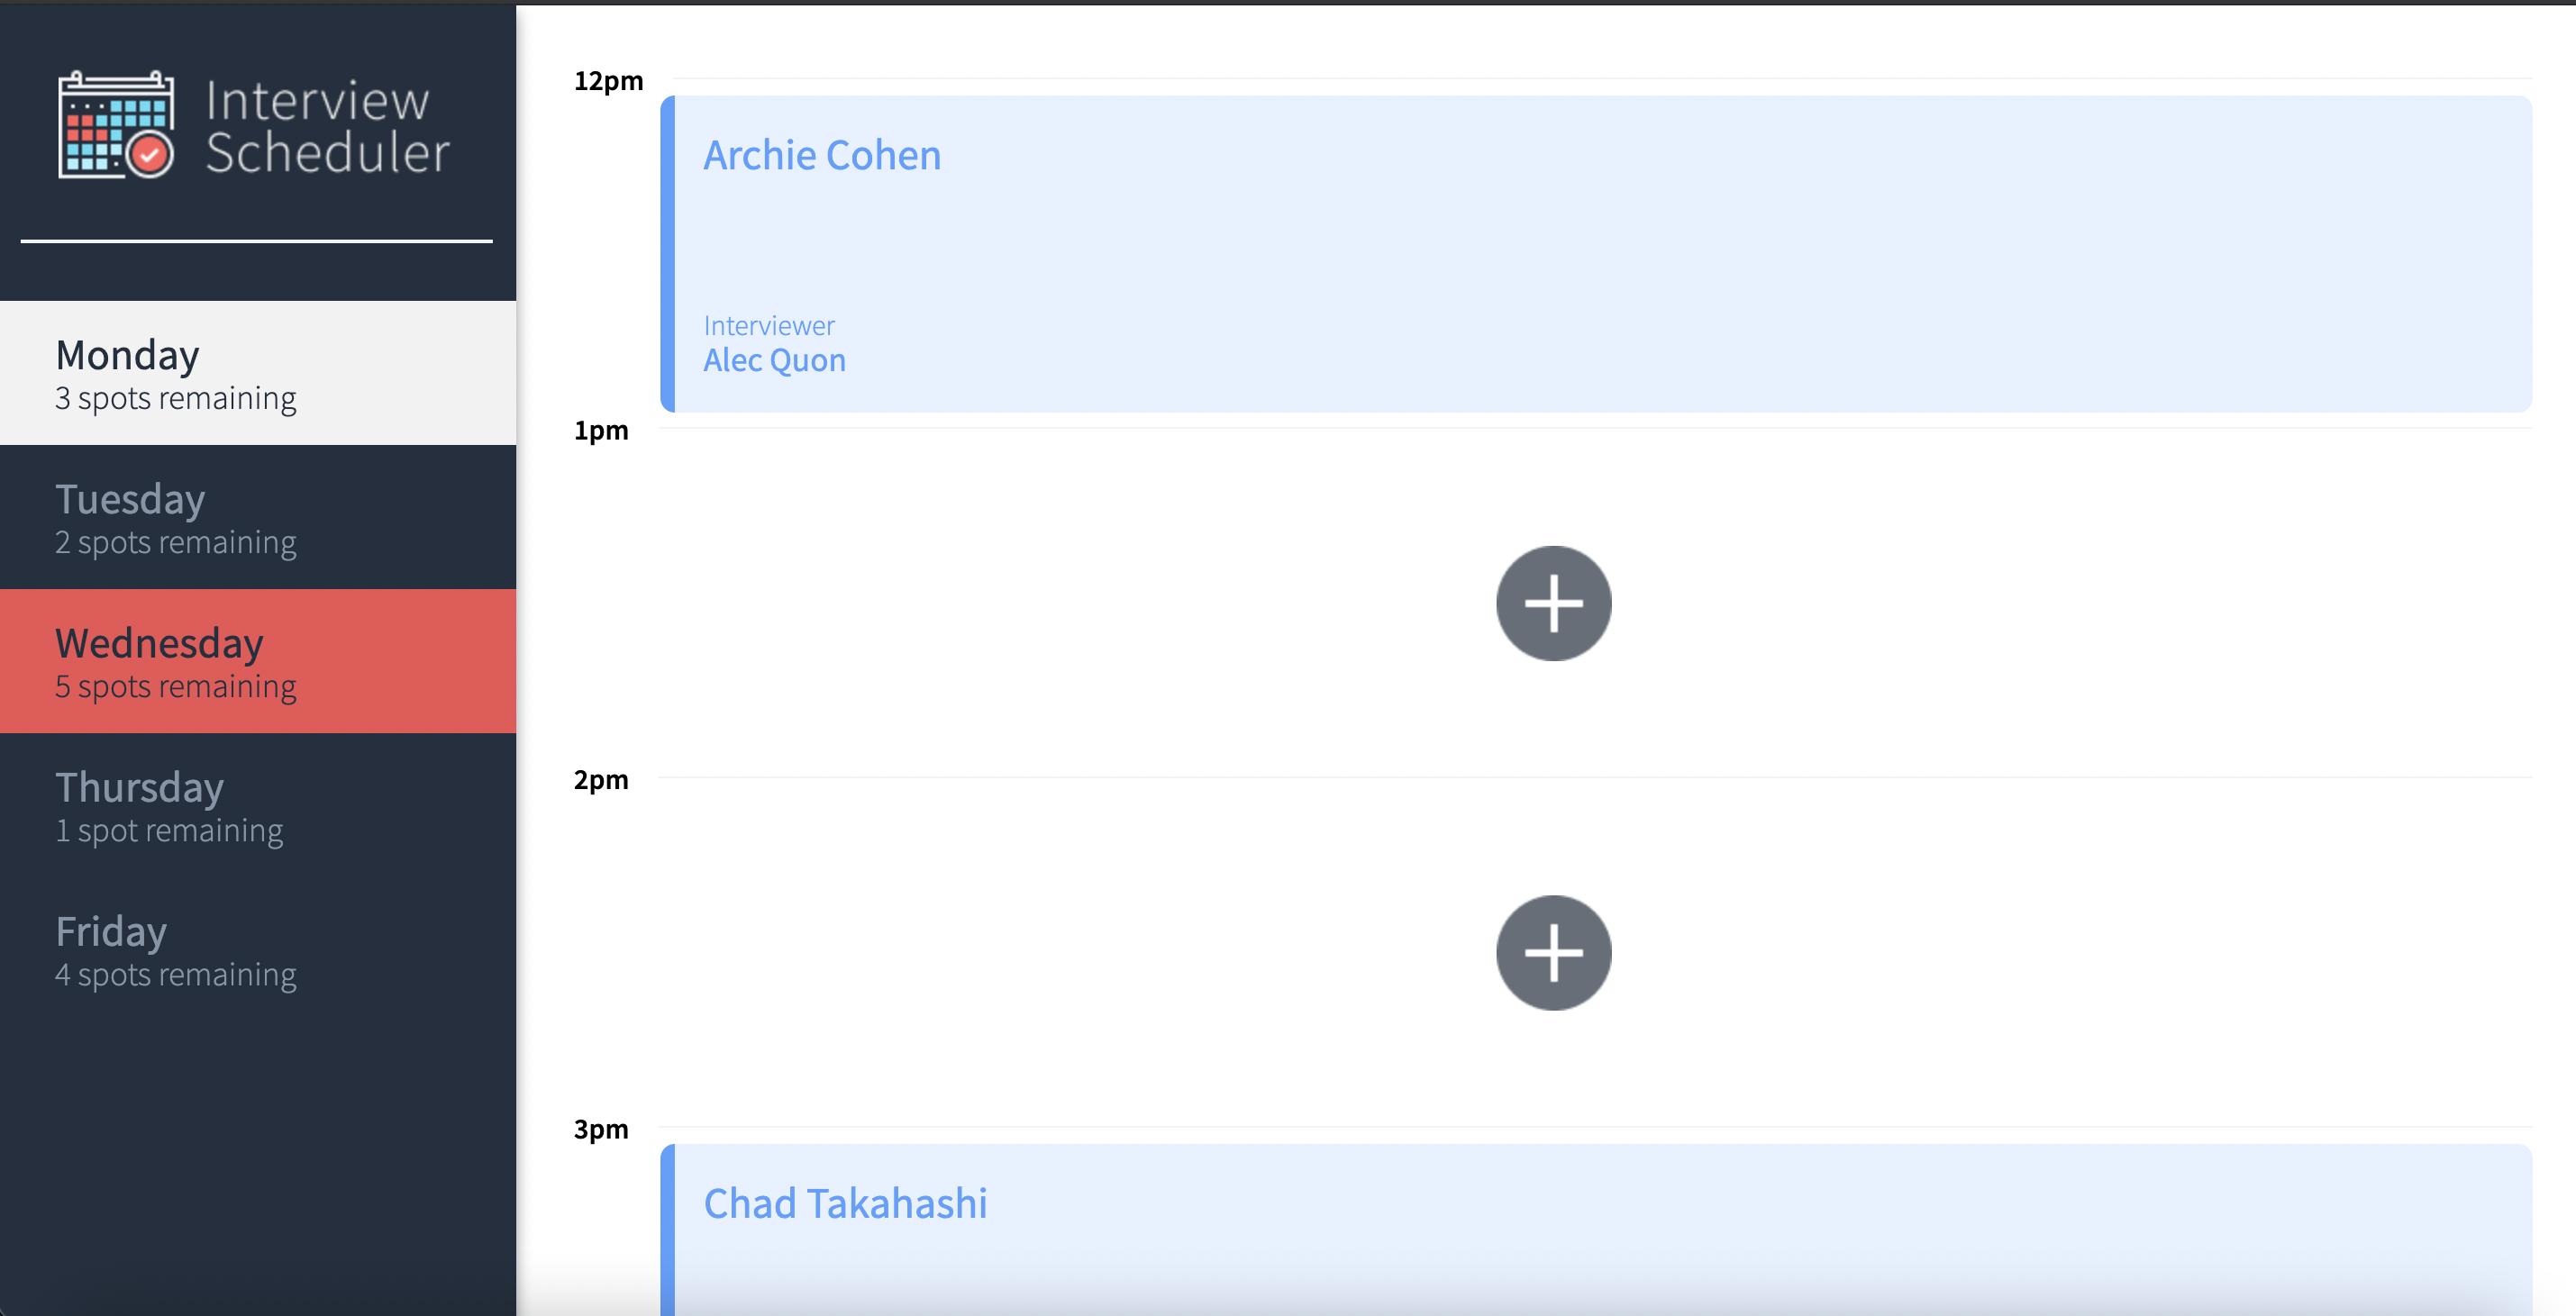 Interview
Scheduler
Monday
3 spots remaining
Tuesday
2 spots remaining
Wednesday
5 spots remaining
Thursday
1 spot remaining
Friday
4 spots remaining
12pm
Archie Cohen
Interviewer
Alec Quon
1pm
2pm
3pm
Chad Takahashi